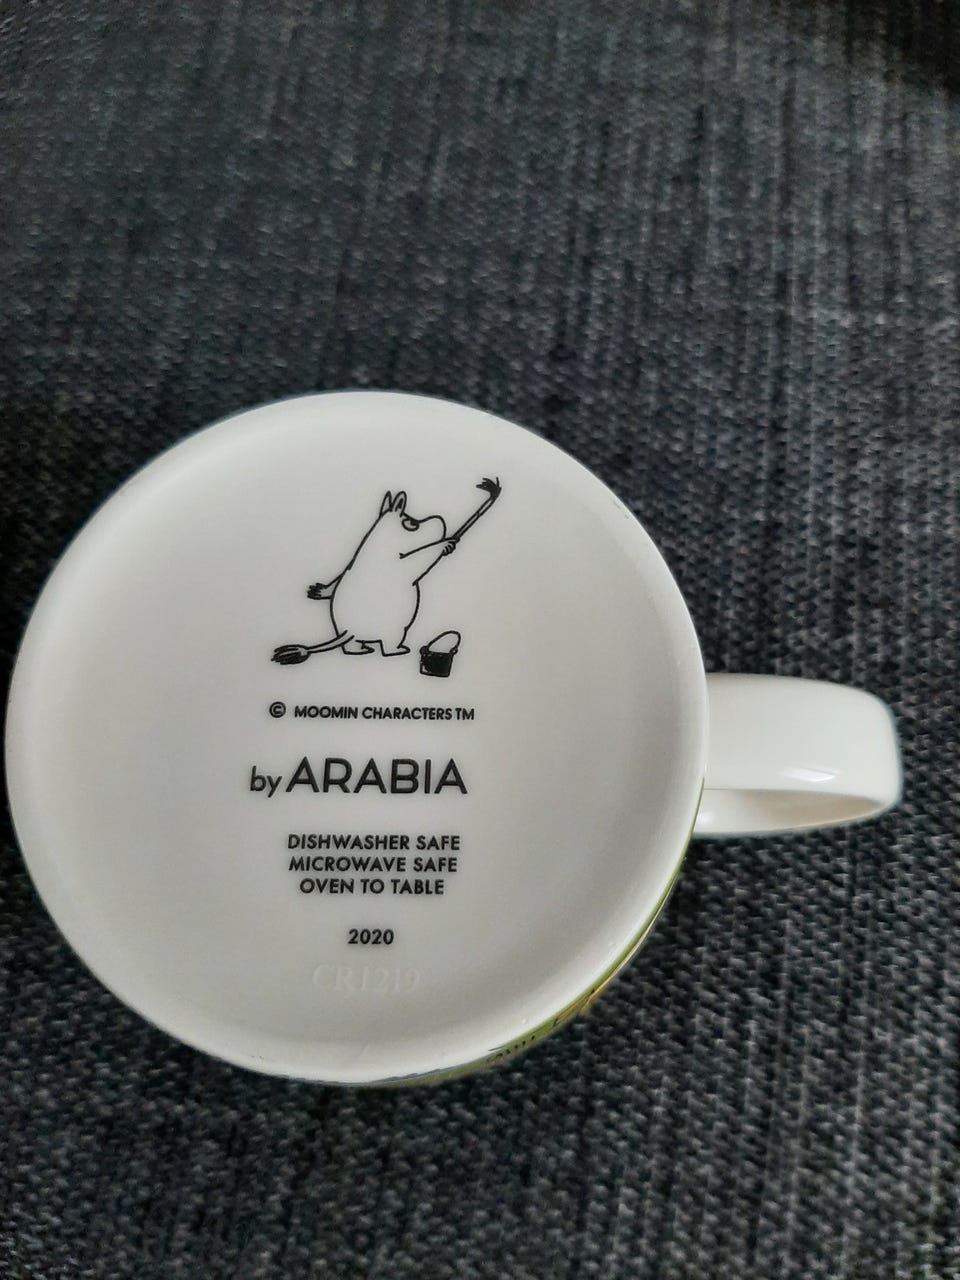 © MOOMIN CHARACTERS TM
by ARABIA
DISHWASHER SAFE
MICROWAVE SAFE
OVEN TO TABLE
2020
CR1219